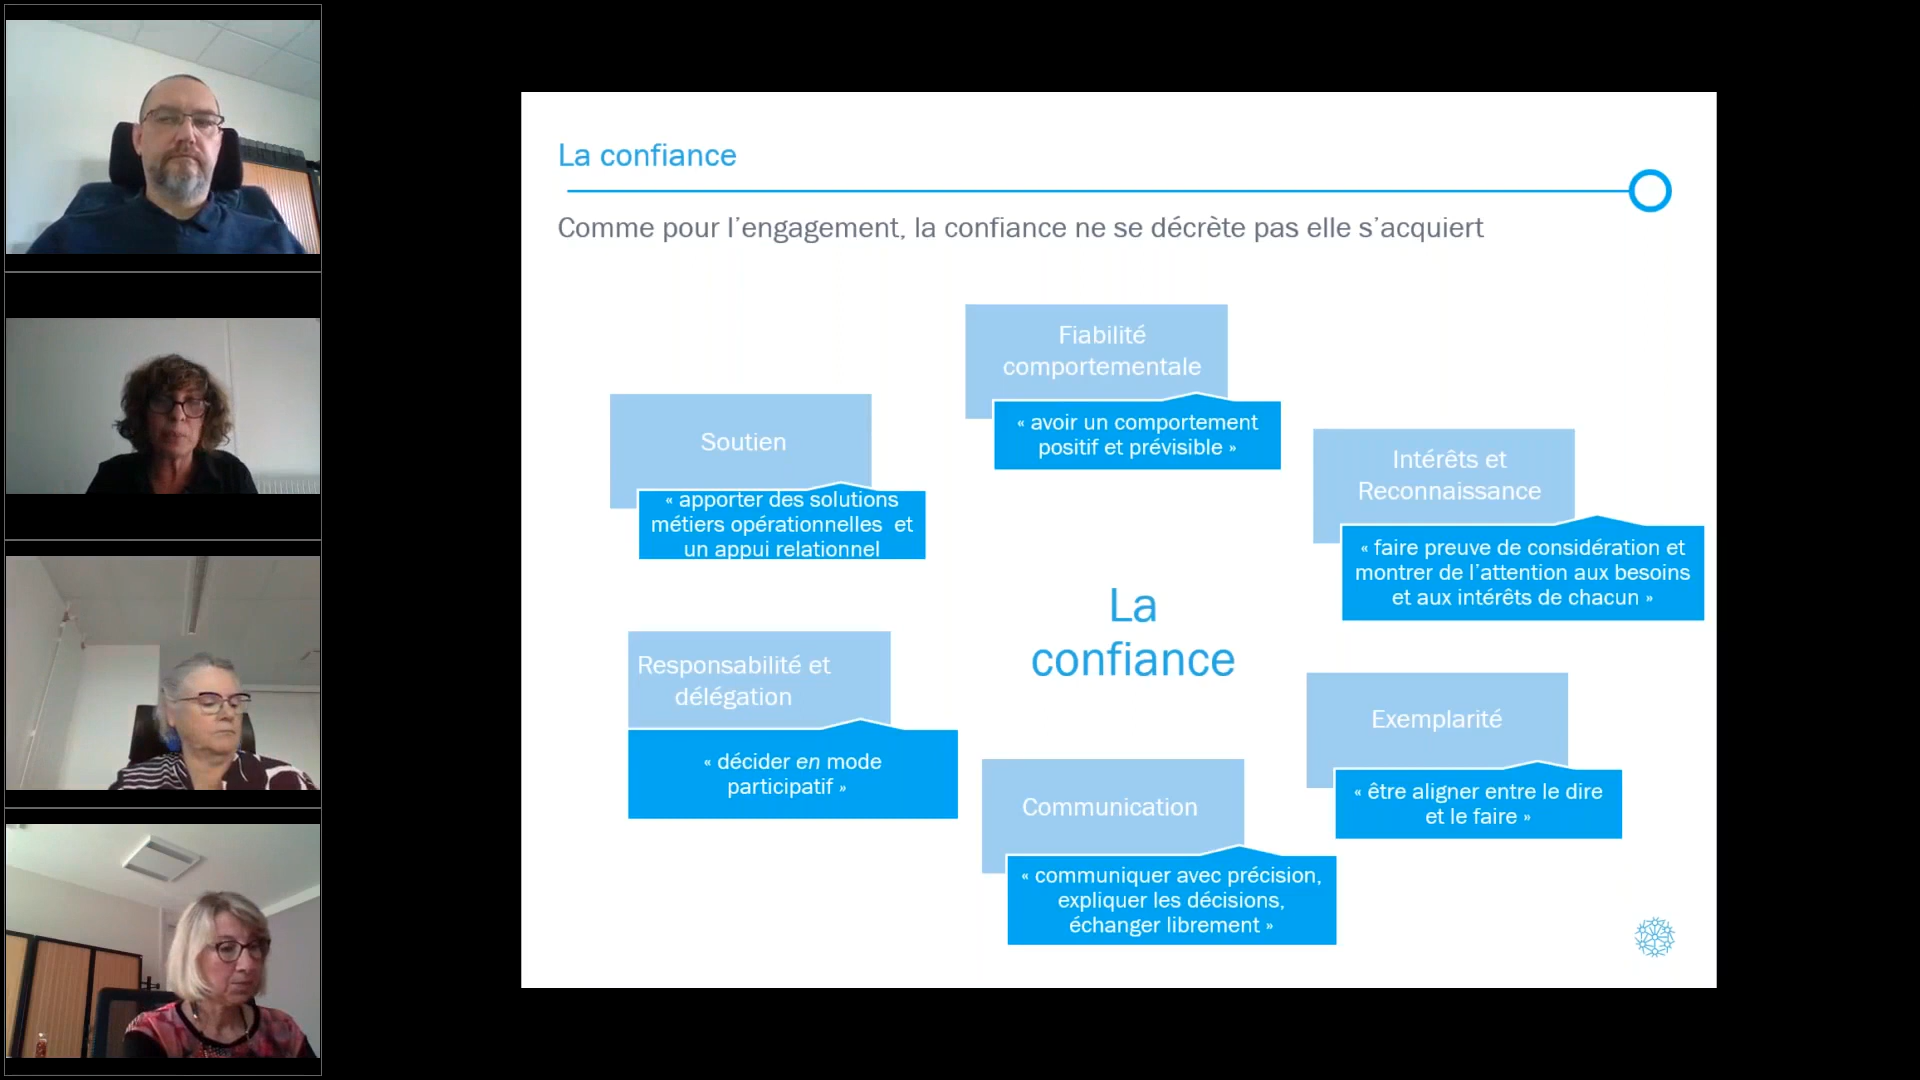 La confiance
Comme pour l’engagement, la confiance ne se décrète pas elle s’acquiert
Fiabilité
comportementale
« avoir un comportement
positif et prévisible »
Soutien
« apporter des solutions
métiers opérationnelles  et
un appui relationnel
Intérêts et
Reconnaissance
« faire preuve de considération et
montrer de l’attention aux besoins
et aux intérêts de chacun »
La
confiance
Responsabilité et
délégation
« décider en mode
participatif »
Exemplarité
« être aligner entre le dire
et le faire »
Communication
« communiquer avec précision,
expliquer les décisions,
échanger librement »